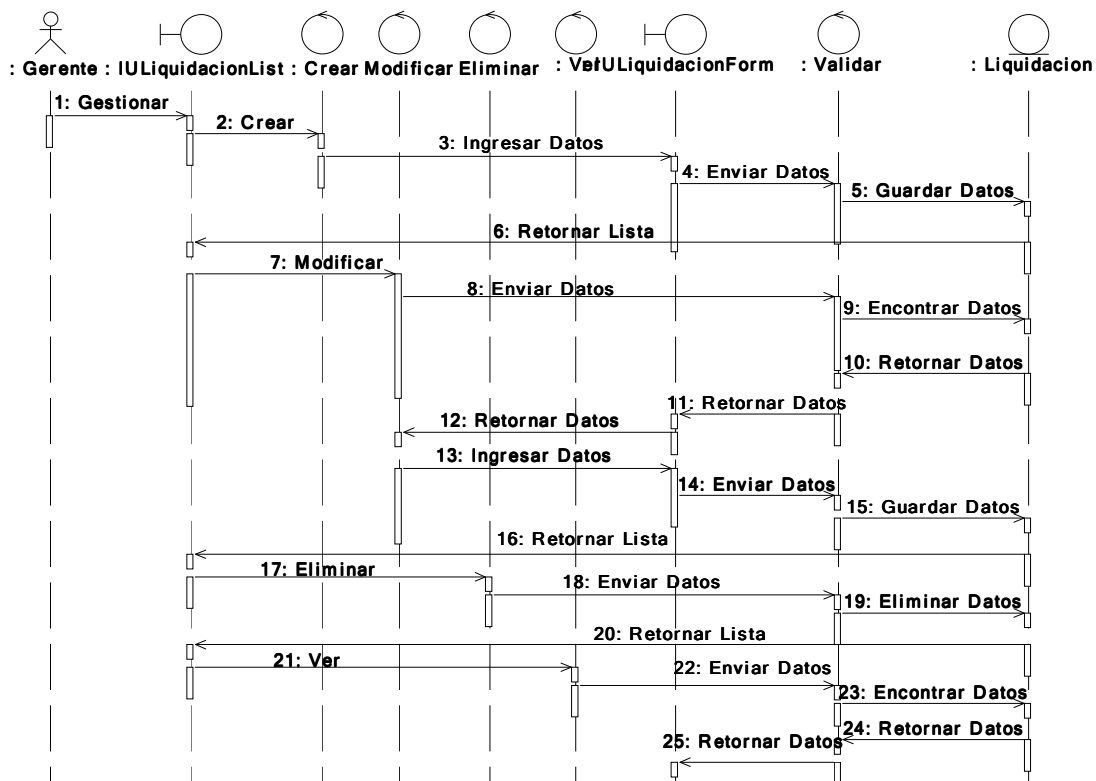 : Gerente
: IULiquidacionList
: Crear
Modificar
Eliminar
: Ver
IULiquidacionForm
: Validar
: Liquidacion
1: Gestionar
2: Crear
3: Ingresar Datos
4: Enviar Datos
5: Guardar Datos
6: Retornar Lista
7: Modificar
8: Enviar Datos
9: Encontrar Datos
10: Retornar Datos
11: Retornar Datos
12: Retornar Datos
13: Ingresar Datos
14: Enviar Datos
15: Guardar Datos
16: Retornar Lista
17: Eliminar
18: Enviar Datos
19: Eliminar Datos
20: Retornar Lista
21: Ver
22: Enviar Datos
23: Encontrar Datos
24: Retornar Datos
25: Retornar Datos